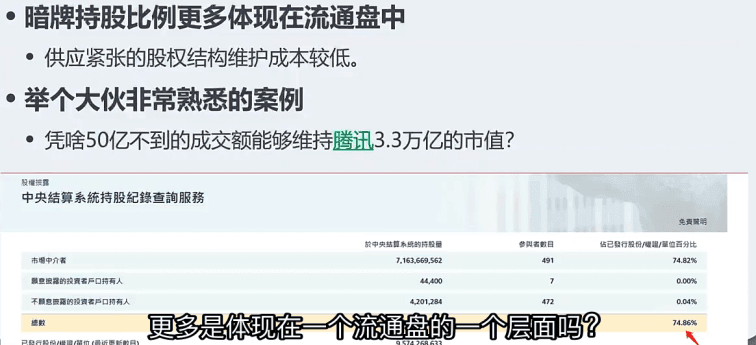 • 暗牌持股比例更多体现在流通盘中
• 供应紧张的股权结构维护成本较低。
• 举个大伙非常熟悉的案例
• 凭啥50亿不到的成交额能够维持腾讯3.3万亿的市值?
股權披露
中央結算系統持股紀錄查詢服務
免責聲明
於中央結算系統的持股量 參與者數目 佔已發行股份/權證/單位百分比
市場中介者 7,163,669,562 491 74.82%
願意披露的投資者戶口持有人 44,400 7 0.00%
不願意披露的投資者戶口持有人 4,201,284 472 0.04%
總數 74.86%
更多是体现在一个流通盘的一个层面吗?
已發行股份/權證/單位 (最近更新數目) 9,574,268,633